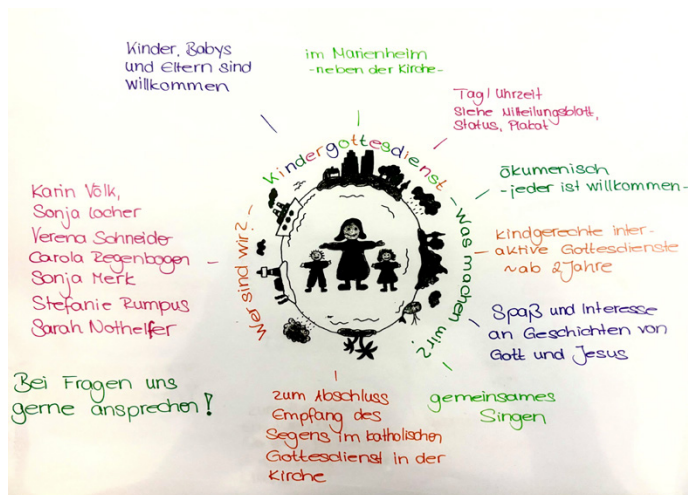 Kinder, Babys
und Eltern sind
willkommen
im Marienheim
-neben der Kirche-
Tag/Uhrzeit
siehe Mitteilungsblatt,
Status, Plakat
Kindergottesdienst
- Was machen wir?
Wer sind wir? -
ökumenisch
-jeder ist willkommen-
kindgerechte inter-
aktive Gottesdienste
~ab 2 Jahre
Spaß und Interesse
an Geschichten von
Gott und Jesus
gemeinsames
Singen
zum Abschluss
Empfang des
Segens im katholischen
Gottesdienst in der
Kirche
Karin Volk,
Sonja Locher
Verena Schneider
Carola Regenbogen
Sonja Merk
Stefanie Rumpus
Sarah Nothelfer
Bei Fragen uns
gerne ansprechen!